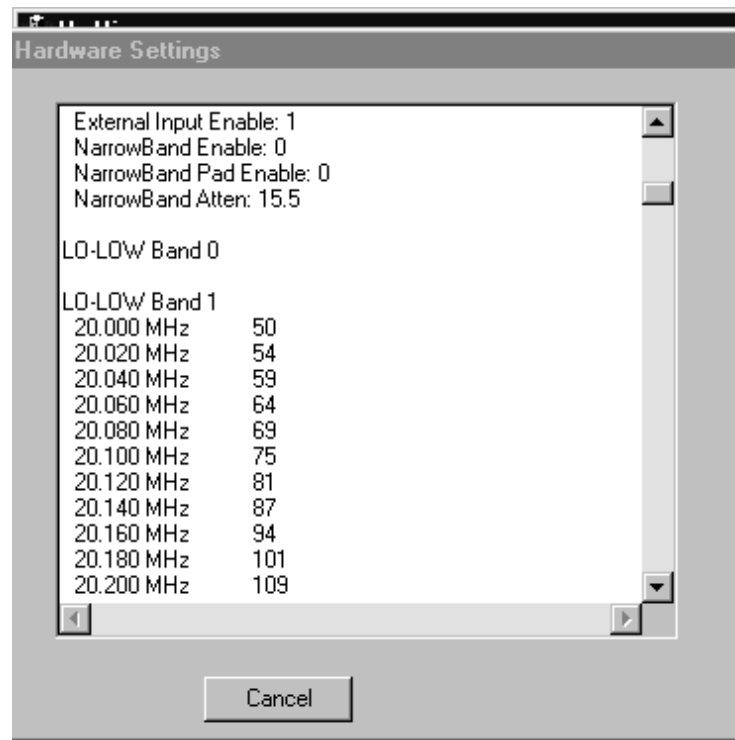 Hardware Settings
External Input Enable: 1
NarrowBand Enable: 0
NarrowBand Pad Enable: 0
NarrowBand Atten: 15.5
LO-LOW Band 0
LO-LOW Band 1
20.000 MHz 50
20.020 MHz 54
20.040 MHz 59
20.060 MHz 64
20.080 MHz 69
20.100 MHz 75
20.120 MHz 81
20.140 MHz 87
20.160 MHz 94
20.180 MHz 101
20.200 MHz 109
Cancel